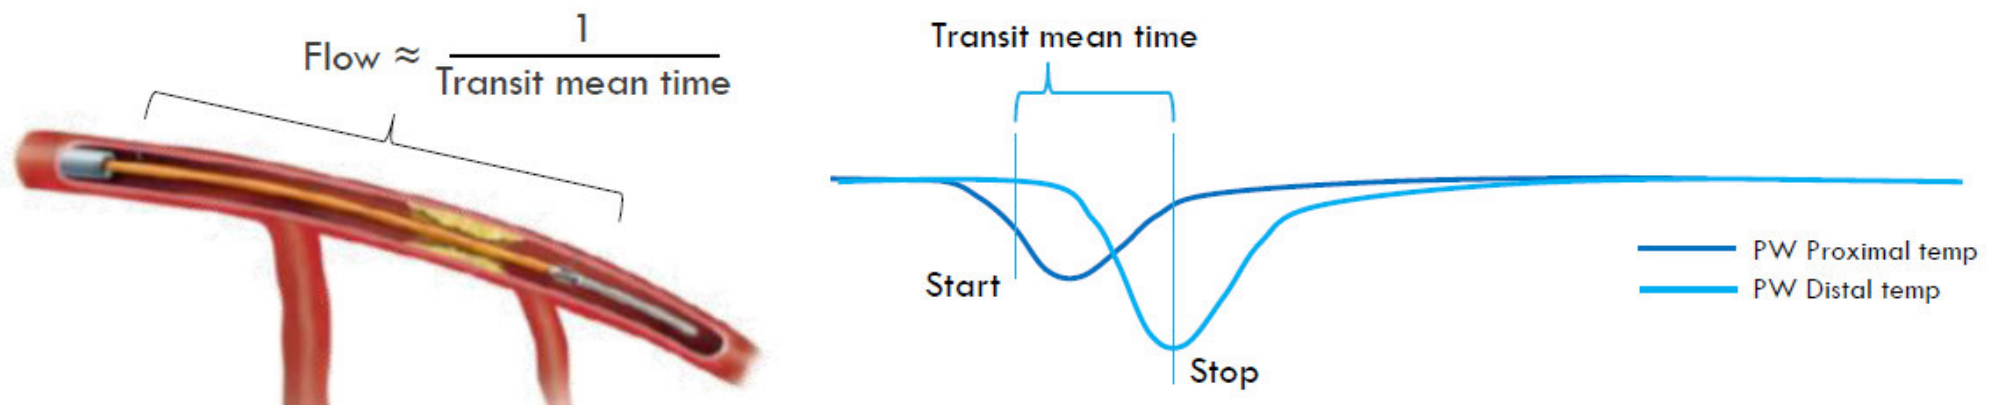 Flow ≈ 1
Transit mean time
Transit mean time
Start
Stop
PW Proximal temp
PW Distal temp